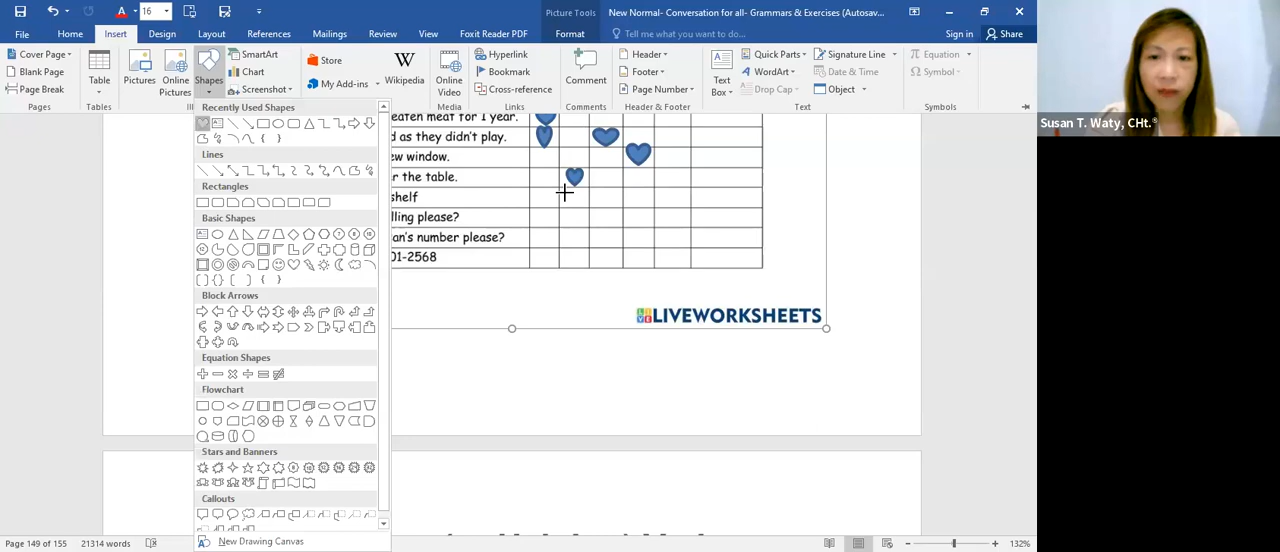 16
Picture Tools
New Normal- Conversation for all- Grammars & Exercises (Autosav...
File
Home
Insert
Design
Layout
References
Mailings
Review
View
Foxit Reader PDF
Format
Tell me what you want to do...
Sign in
Share
Cover Page
Blank Page
Page Break
Pages
Table
Tables
Pictures
Online Pictures
Shapes
SmartArt
Chart
Screenshot
Store
My Add-ins
Wikipedia
Online Video
Media
Hyperlink
Bookmark
Cross-reference
Links
Comment
Comments
Header
Footer
Page Number
Header & Footer
Text Box
Quick Parts
WordArt
Drop Cap
Signature Line
Date & Time
Object
Text
Equation
Symbol
Symbols
Recently Used Shapes
Lines
Rectangles
Basic Shapes
Block Arrows
Equation Shapes
Flowchart
Stars and Banners
Callouts
New Drawing Canvas
eaten meat for 1 year.
d as they didn't play.
ew window.
r the table.
shelf
lling please?
an's number please?
01-2568
LIVEWORKSHEETS
Susan T. Waty, CHt.®
Page 149 of 155
21314 words
132%